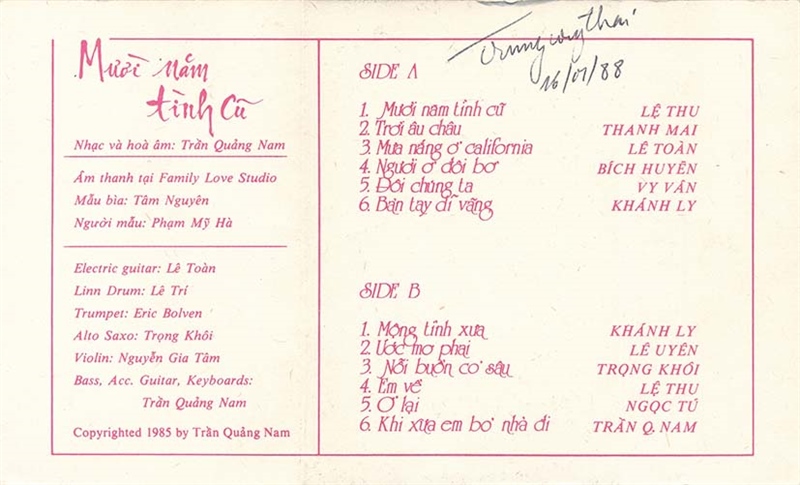 Mười năm
tình cũ
Nhạc và hoà âm: Trần Quảng Nam
Âm thanh tại Family Love Studio
Mẫu bìa: Tâm Nguyên
Người mẫu: Phạm Mỹ Hà
Electric guitar: Lê Toàn
Linn Drum: Lê Trí
Trumpet: Eric Bolven
Alto Saxo: Trọng Khôi
Violin: Nguyễn Gia Tâm
Bass, Acc. Guitar, Keyboards:
Trần Quảng Nam
Copyrighted 1985 by Trần Quảng Nam
16/01/88
SIDE A
1. Mười năm tình cũ LỆ THU
2. Trời âu châu THANH MAI
3. Mưa nắng ở california LÊ TOÀN
4. Người ở đôi bờ BÍCH HUYỀN
5. Đôi chúng ta VY VÂN
6. Bàn tay dĩ vãng KHÁNH LY
SIDE B
1. Mộng tình xưa KHÁNH LY
2. Ước mơ phai LÊ UYÊN
3. Nỗi buồn cơ sầu TRỌNG KHÔI
4. Em về LỆ THU
5. Ở lại NGỌC TÚ
6. Khi xưa em bỏ nhà đi TRẦN Q. NAM